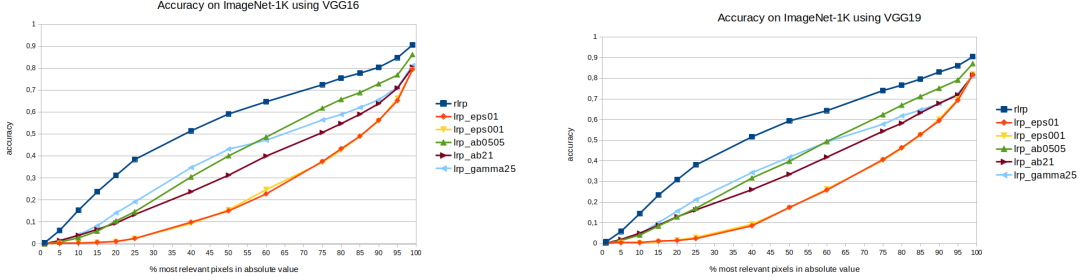 Accuracy on ImageNet-1K using VGG16
1
0,9
0,8
0,7
0,6
0,5
0,4
0,3
0,2
0,1
0
accuracy
0 5 10 15 20 25 30 35 40 45 50 55 60 65 70 75 80 85 90 95 100
% most relevant pixels in absolute value
rlrp
lrp_eps01
lrp_eps001
lrp_ab0505
lrp_ab21
lrp_gamma25
Accuracy on ImageNet-1K using VGG19
1
0,9
0,8
0,7
0,6
0,5
0,4
0,3
0,2
0,1
0
accuracy
0 5 10 15 20 25 30 35 40 45 50 55 60 65 70 75 80 85 90 95 100
% most relevant pixels in absolute value
rlrp
lrp_eps01
lrp_eps001
lrp_ab0505
lrp_ab21
lrp_gamma25